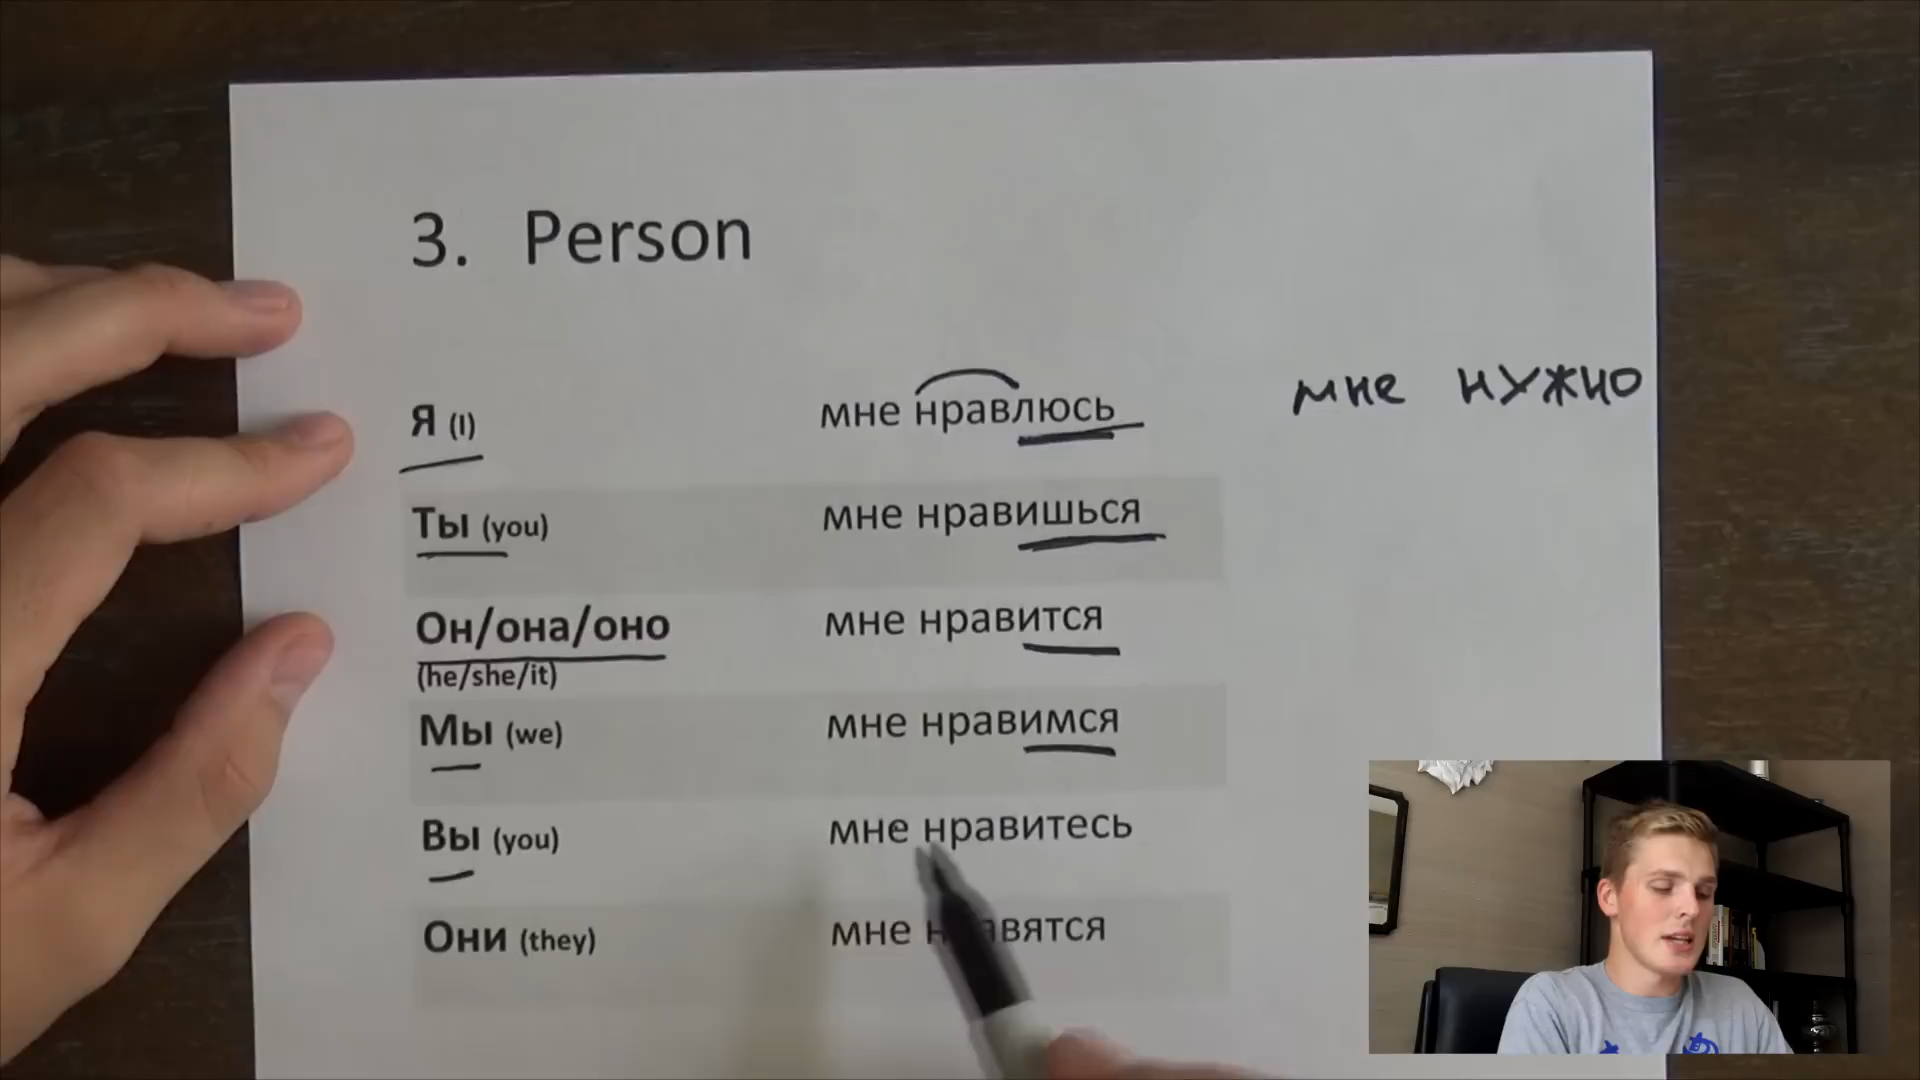 3. Person
Я (I) мне нравлюсь мне нужно
Ты (you) мне нравишься
Он/она/оно мне нравится
(he/she/it)
Мы (we) мне нравимся
Вы (you) мне нравитесь
Они (they) мне